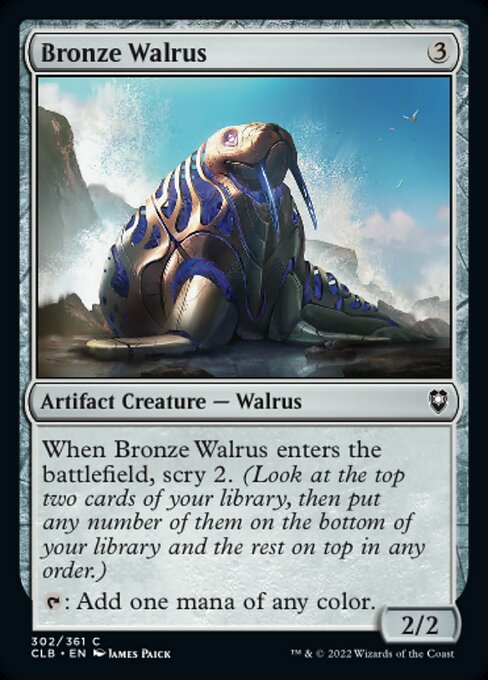 Bronze Walrus 3
Artifact Creature — Walrus
When Bronze Walrus enters the
battlefield, scry 2. (Look at the top
two cards of your library, then put
any number of them on the bottom of
your library and the rest on top in any
order.)
: Add one mana of any color.
2/2
302/361 C
CLB • EN James Paick
™ & © 2022 Wizards of the Coast